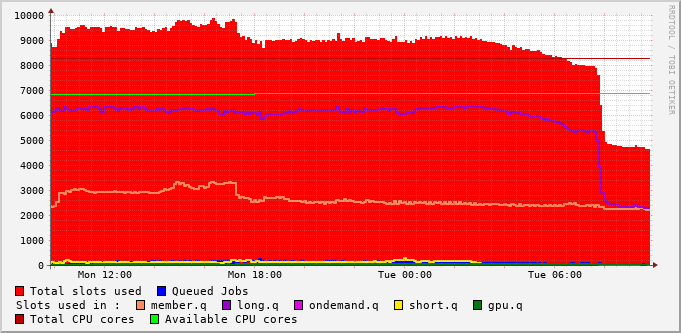 RRDTOOL / TOBI OETIKER
10000
9000
8000
7000
6000
5000
4000
3000
2000
1000
0
Mon 12:00 Mon 18:00 Tue 00:00 Tue 06:00
Total slots used Queued Jobs
Slots used in : member.q long.q ondemand.q short.q gpu.q
Total CPU cores Available CPU cores